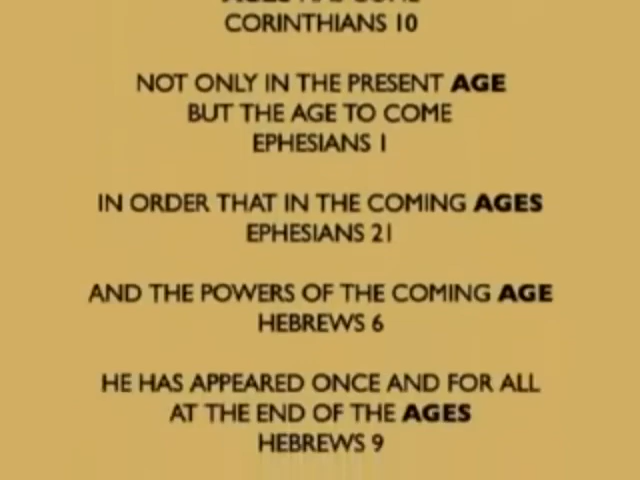 CORINTHIANS 10
NOT ONLY IN THE PRESENT AGE
BUT THE AGE TO COME
EPHESIANS 1
IN ORDER THAT IN THE COMING AGES
EPHESIANS 21
AND THE POWERS OF THE COMING AGE
HEBREWS 6
HE HAS APPEARED ONCE AND FOR ALL
AT THE END OF THE AGES
HEBREWS 9